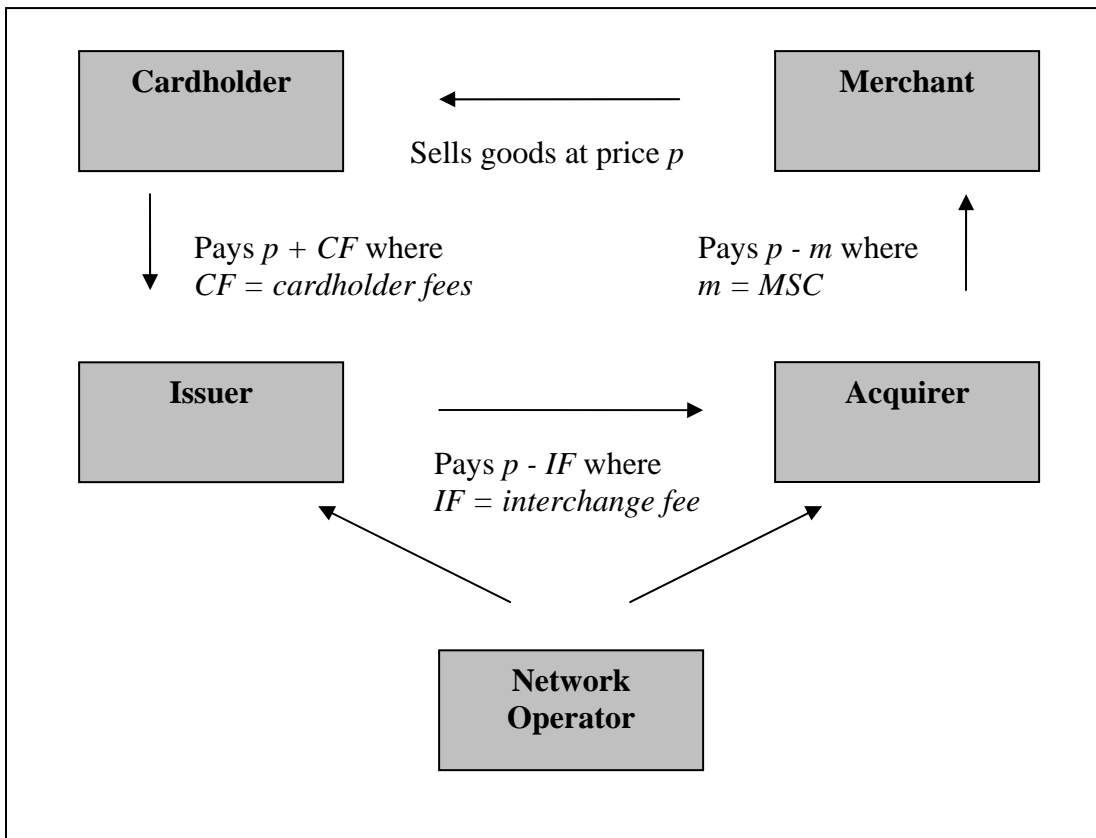 Cardholder
Merchant
Sells goods at price p
Pays p + CF where
CF = cardholder fees
Pays p - m where
m = MSC
Issuer
Acquirer
Pays p - IF where
IF = interchange fee
Network
Operator